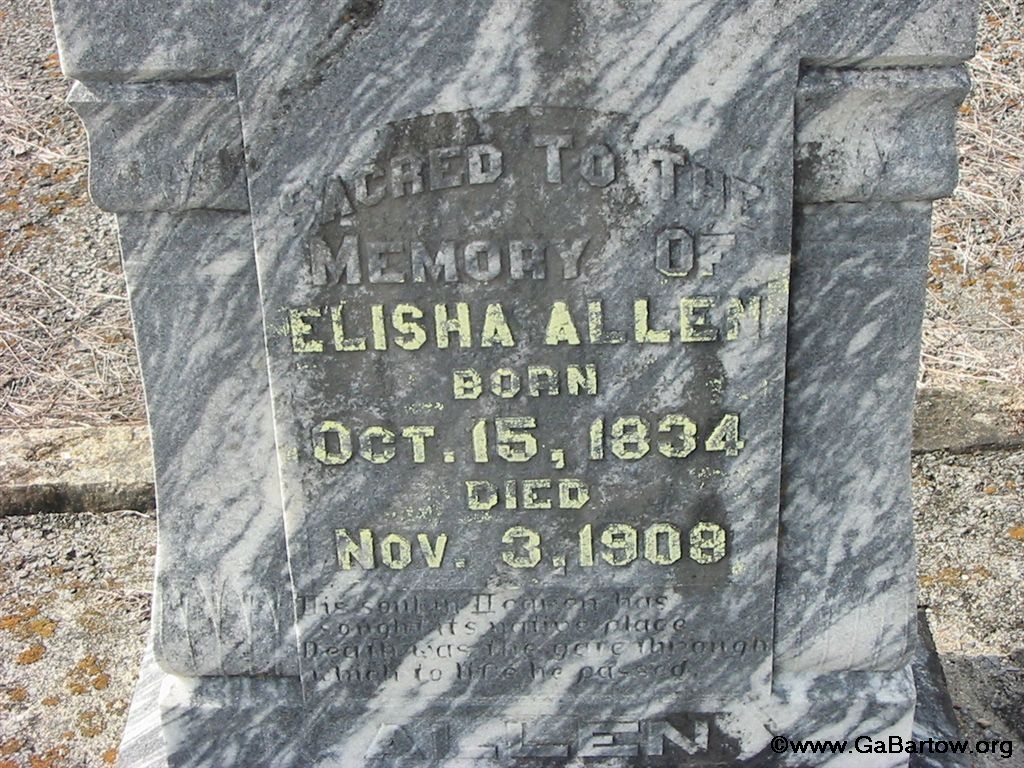 SACRED TO THE
MEMORY OF
ELISHA ALLEN
BORN
OCT. 15, 1834
DIED
NOV. 3, 1908
His soul in Heaven has
sought its native place
Death was the gate through
which to life he passed.
ALLEN
©www.GaBartow.org